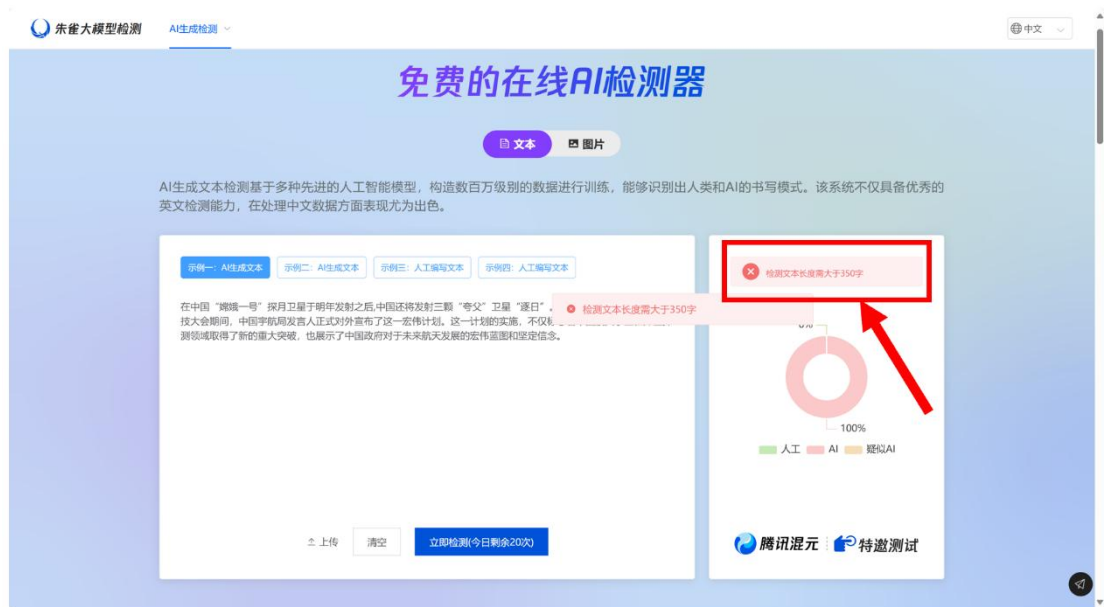 朱雀大模型检测
AI生成检测
中文
免费的在线AI检测器
文本
图片
AI生成文本检测基于多种先进的人工智能模型，构造数百万级别的数据进行训练，能够识别出人类和AI的书写模式。该系统不仅具备优秀的
英文检测能力，在处理中文数据方面表现尤为出色。
示例一：AI生成文本
示例二：AI生成文本
示例三：人工编写文本
示例四：人工编写文本
在中国“嫦娥一号”探月卫星于明年发射之后,中国还将发射三颗“夸父”卫星“逐日”。
技大会期间，中国宇航局发言人正式对外宣布了这一宏伟计划。这一计划的实施，不仅
测领域取得了新的重大突破，也展示了中国政府对于未来航天发展的宏伟蓝图和坚定信念。
检测文本长度需大于350字
检测文本长度需大于350字
0%
100%
人工
AI
疑似AI
上传
清空
立即检测(今日剩余20次)
腾讯混元
特邀测试